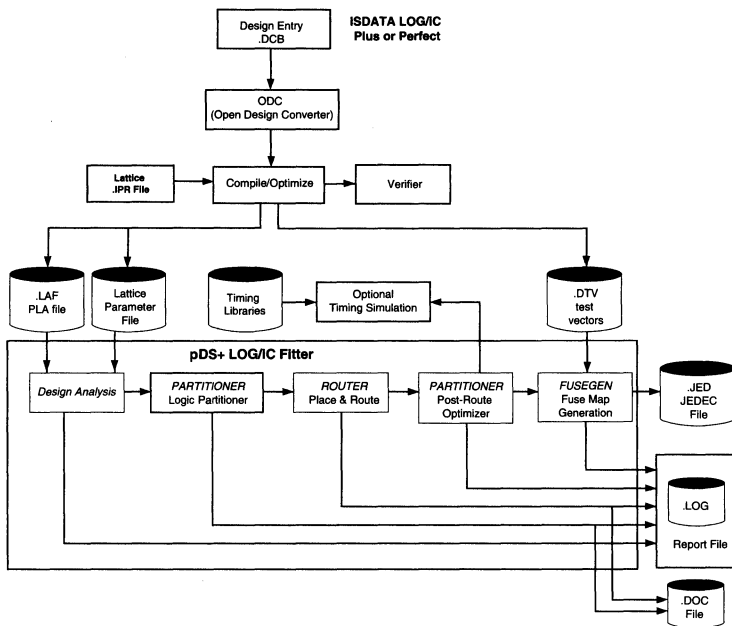 Design Entry
.DCB
ISDATA LOG/IC
Plus or Perfect
ODC
(Open Design Converter)
Lattice
.IPR File
Compile/Optimize
Verifier
.LAF
PLA file
Lattice
Parameter
File
Timing
Libraries
Optional
Timing Simulation
.DTV
test
vectors
pDS+ LOG/IC Fitter
Design Analysis
PARTITIONER
Logic Partitioner
ROUTER
Place & Route
PARTITIONER
Post-Route
Optimizer
FUSEGEN
Fuse Map
Generation
.JED
JEDEC
File
.LOG
Report File
.DOC
File